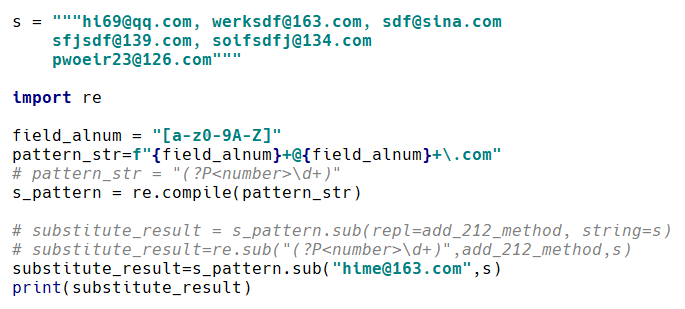 s = """hi69@qq.com, werksdf@163.com, sdf@sina.com
    sfjsdf@139.com, soifsdfj@134.com
    pwoeir23@126.com"""

import re

field_alnum = "[a-z0-9A-Z]"
pattern_str=f"{field_alnum}+@{field_alnum}+\.com"
# pattern_str = "(?P<number>\d+)"
s_pattern = re.compile(pattern_str)

# substitute_result = s_pattern.sub(repl=add_212_method, string=s)
# substitute_result=re.sub("(?P<number>\d+)",add_212_method,s)
substitute_result=s_pattern.sub("hime@163.com",s)
print(substitute_result)